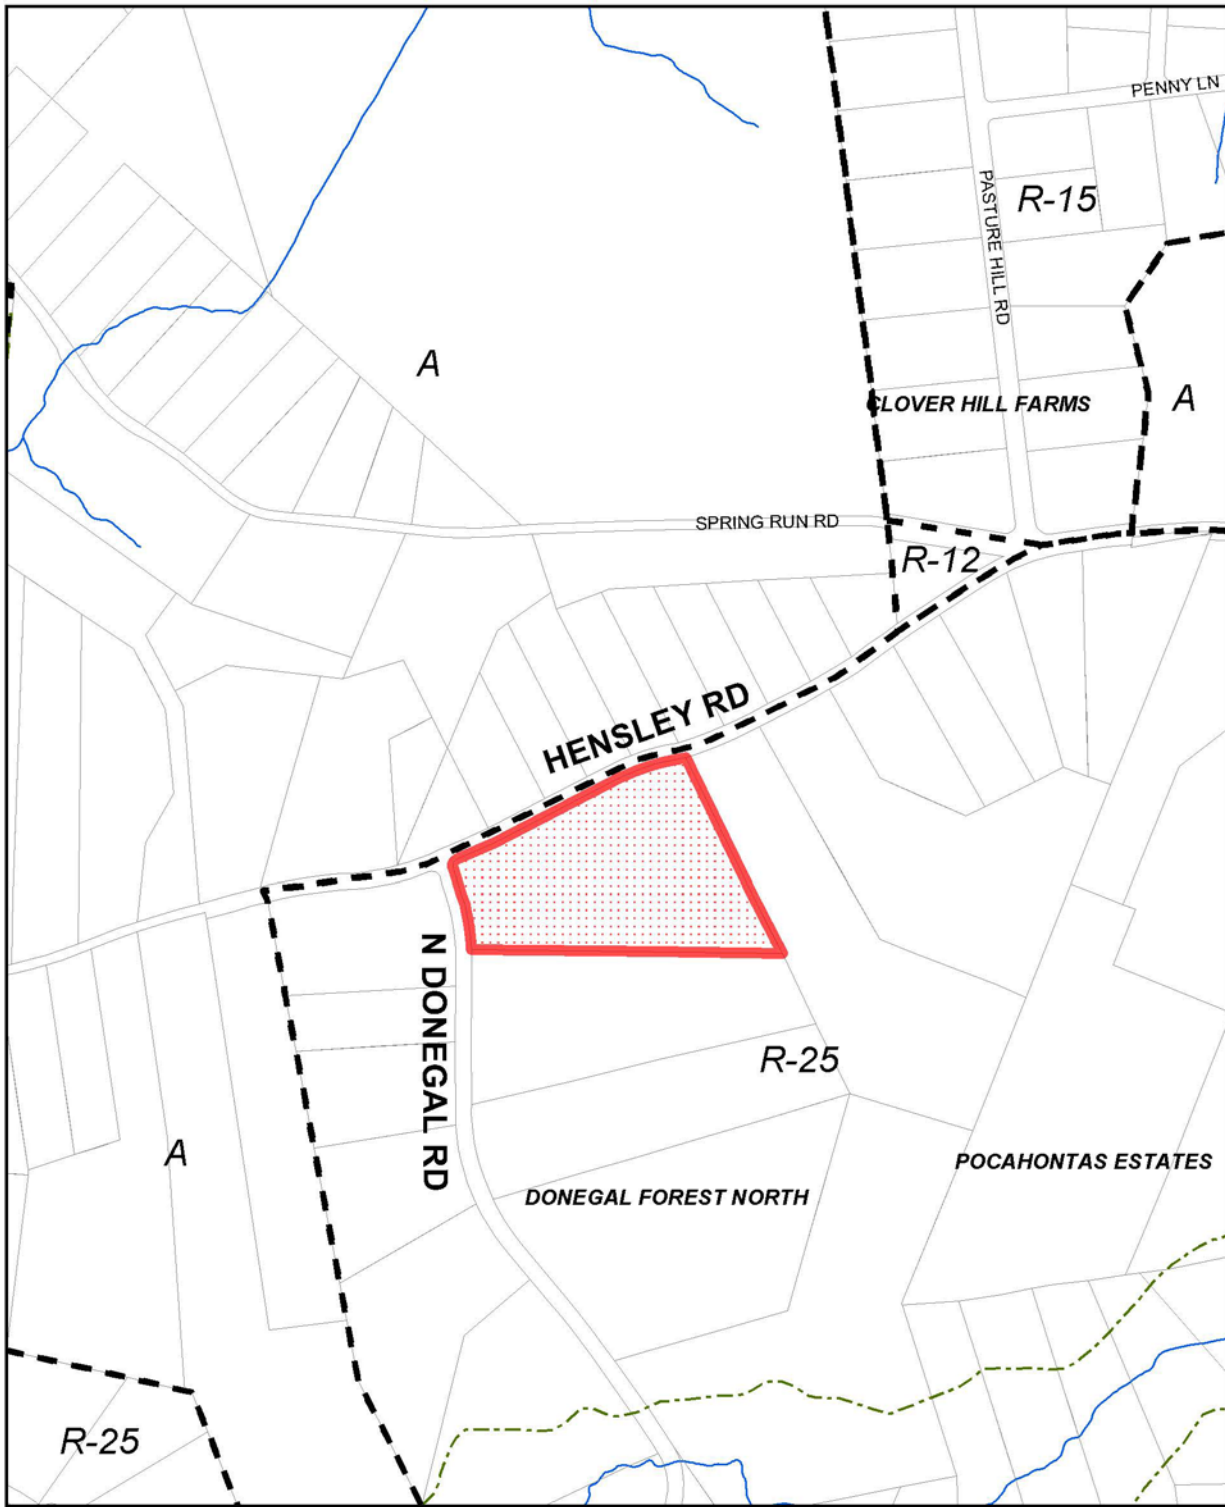 PENNY LN
R-15
PASTURE HILL RD
A
CLOVER HILL FARMS
A
SPRING RUN RD
R-12
HENSLEY RD
N DONEGAL RD
R-25
A
POCAHONTAS ESTATES
DONEGAL FOREST NORTH
R-25